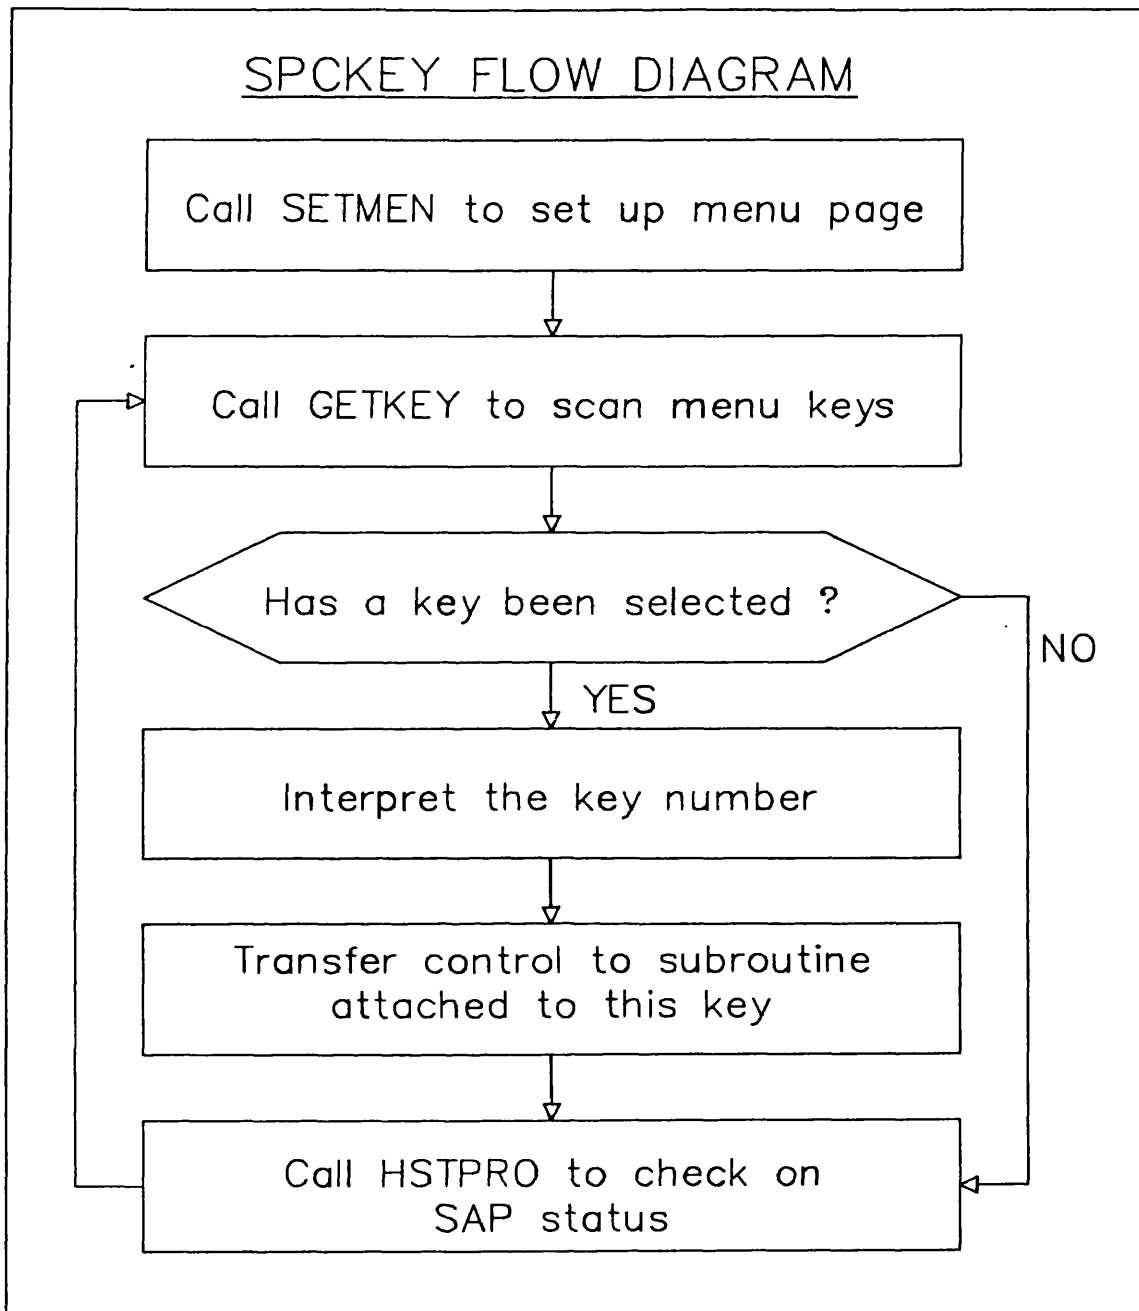 SPCKEY FLOW DIAGRAM
Call SETMEN to set up menu page
Call GETKEY to scan menu keys
Has a key been selected ?
NO
YES
Interpret the key number
Transfer control to subroutine
attached to this key
Call HSTPRO to check on
SAP status